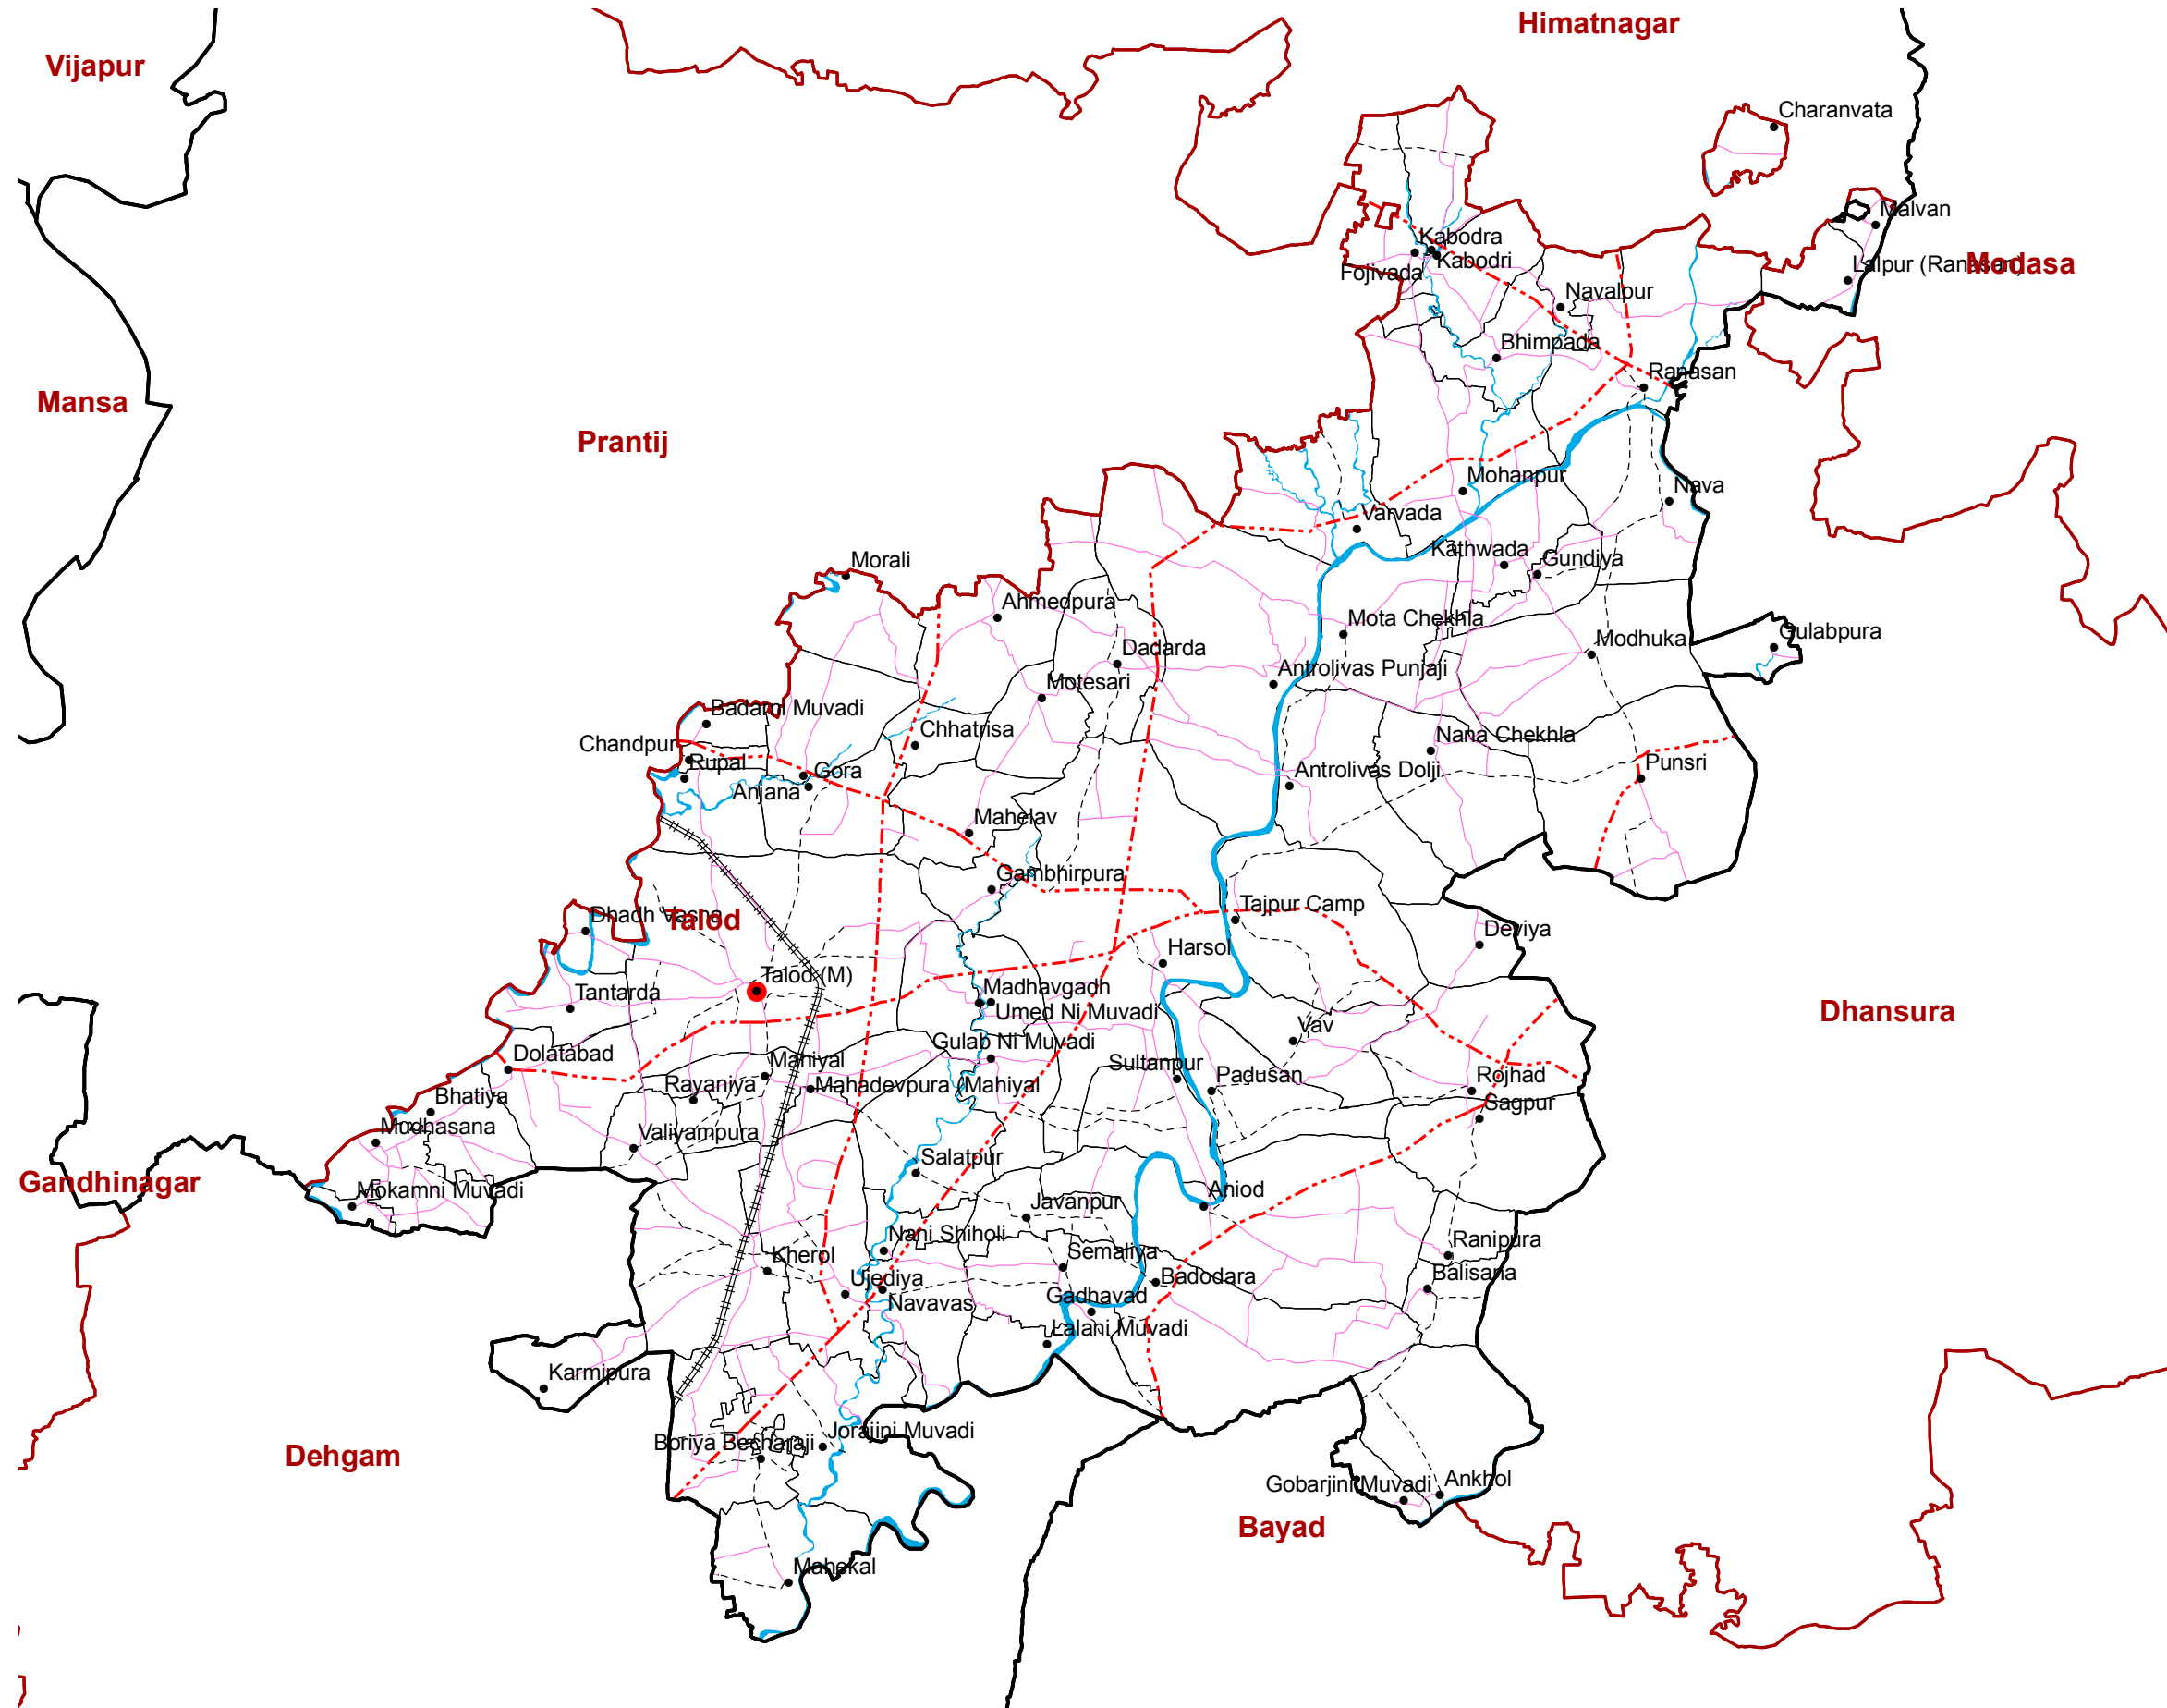 Himatnagar
Vijapur
Charanvata
Malvan
Kabodra
Kabodri
Fojivada
Lalpur (Ranasan)
Modasa
Navalpur
Bhimpada
Ranasan
Mansa
Prantij
Mohanpur
Nava
Varvada
Kathwada
Gundiya
Morali
Ahmedpura
Mota Chekhla
Modhuka
Gulabpura
Dadarda
Antrolivas Punjaji
Motesari
Badami Muvadi
Chhatrisa
Nana Chekhla
Chandpur
Rupal
Gora
Anjana
Antrolivas Dolji
Punsri
Mahelav
Gambhirpura
Dhadh Vasna
Talod
Tajpur Camp
Deviya
Harsol
Talod (M)
Tantarda
Madhavgadh
Umed Ni Muvadi
Dhansura
Vav
Gulab Ni Muvadi
Dolatabad
Mahiyal
Sultanpur
Rayaniya
Mahadevpura (Mahiyal
Padusan
Rojhad
Sagpur
Bhatiya
Mudhasana
Valiyampura
Salatpur
Gandhinagar
Mokamni Muvadi
Javanpur
Aniod
Nani Shiholi
Ranipura
Kherol
Semaliya
Balisana
Ujediya
Badodara
Navavas
Gadhavad
Lalani Muvadi
Karmipura
Jorajini Muvadi
Boriya Becharaji
Dehgam
Gobarjini Muvadi
Ankhol
Bayad
Mahekal